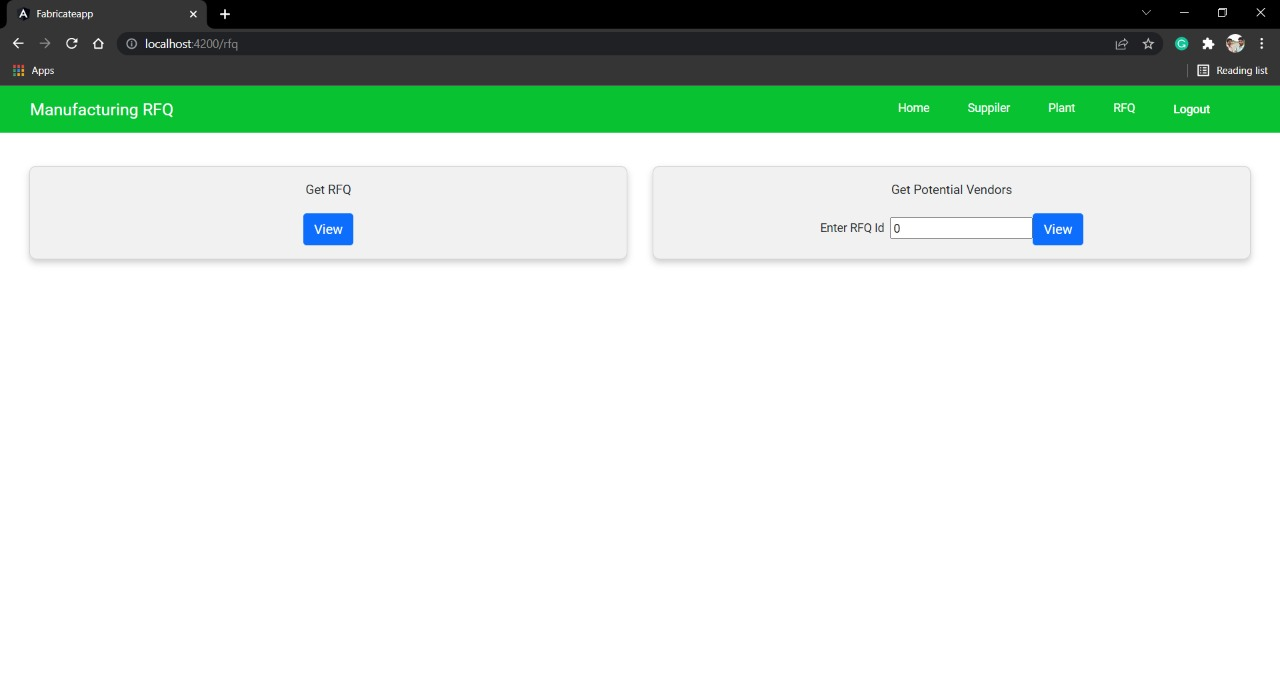 Fabricateapp
localhost:4200/rfq
Apps
Reading list
Manufacturing RFQ
Home
Suppiler
Plant
RFQ
Logout
Get RFQ
View
Get Potential Vendors
Enter RFQ Id 0 View